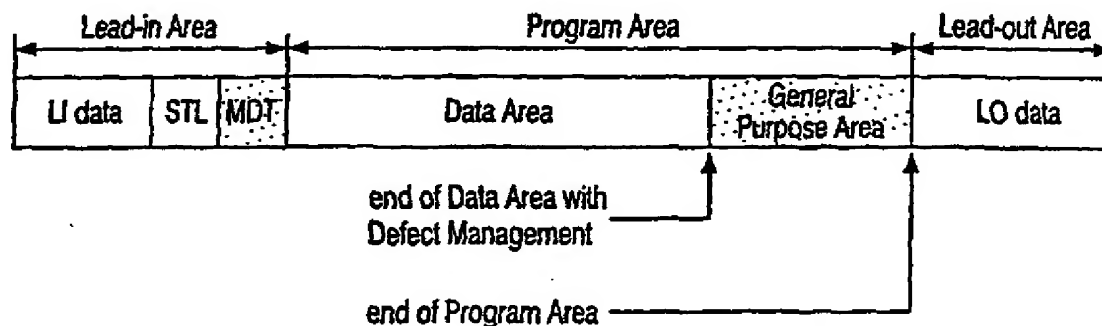 Lead-in Area Program Area Lead-out Area
LI data STL MDT Data Area General Purpose Area LO data
end of Data Area with
Defect Management
end of Program Area